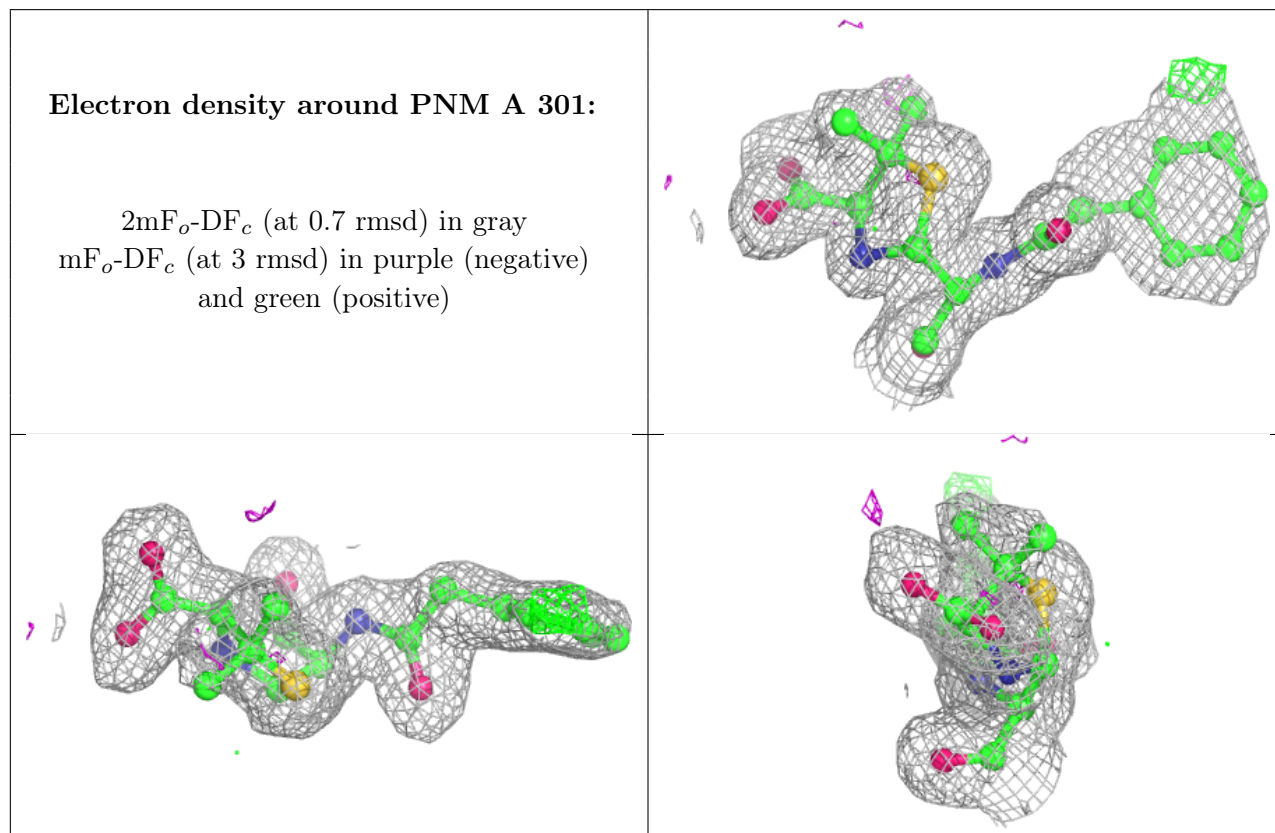 Electron density around PNM A 301:
2mFo-DFc (at 0.7 rmsd) in gray
mFo-DFc (at 3 rmsd) in purple (negative)
and green (positive)